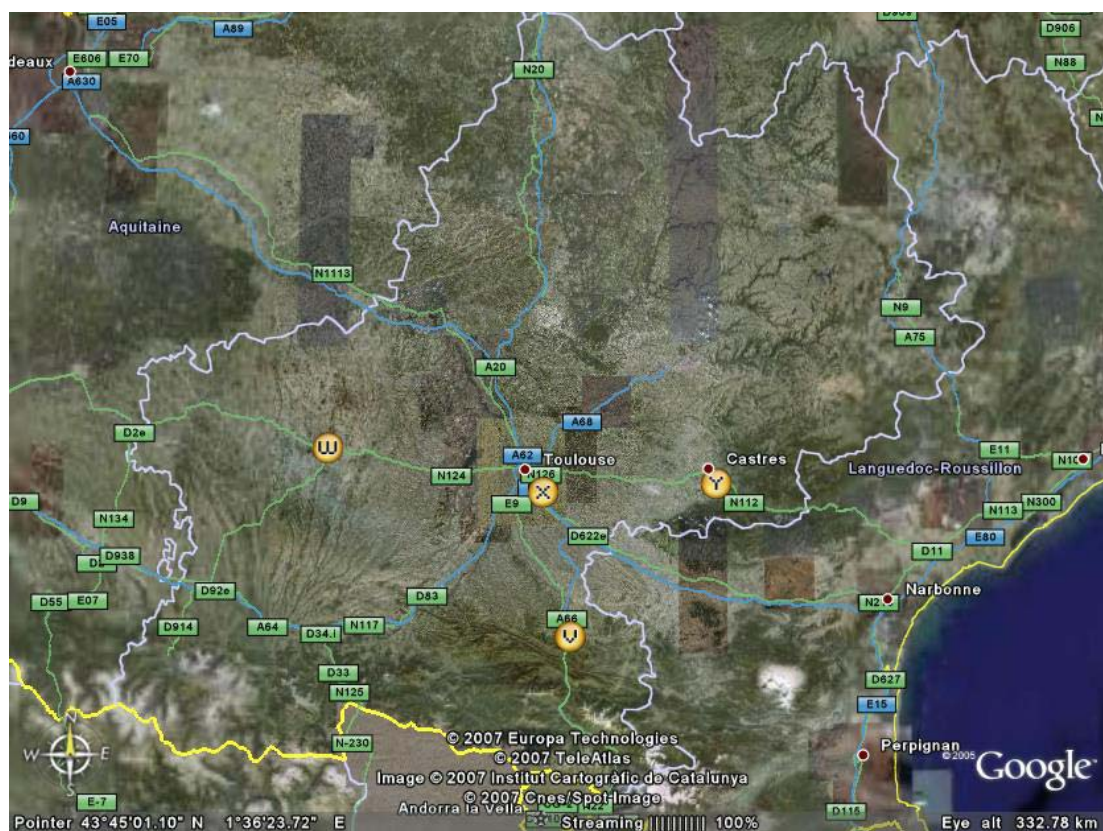 E05
A89
D909
D906
E606
E70
N88
deaux
A630
N20
Aquitaine
N1113
N9
A75
A20
D2e
A68
W
A62
Toulouse
Castres
E11
N124
N126
Languedoc-Roussillon
X
Y
D9
E9
N112
N300
N113
N134
D622e
E80
D938
D11
D92e
Narbonne
D55
E07
D83
A66
D914
A64
D34.i
N117
V
D33
D627
N125
E15
W N E S
N-230
© 2007 Europa Technologies
© 2007 TeleAtlas
Perpignan
© 2005 Google™
Image © 2007 Institut Cartogràfic de Catalunya
© 2007 Cnes/Spot Image
E-7
Andorra la Vella
D115
Pointer 43°45'01.10" N 1°36'23.72" E Streaming 100% Eye alt 332.78 km